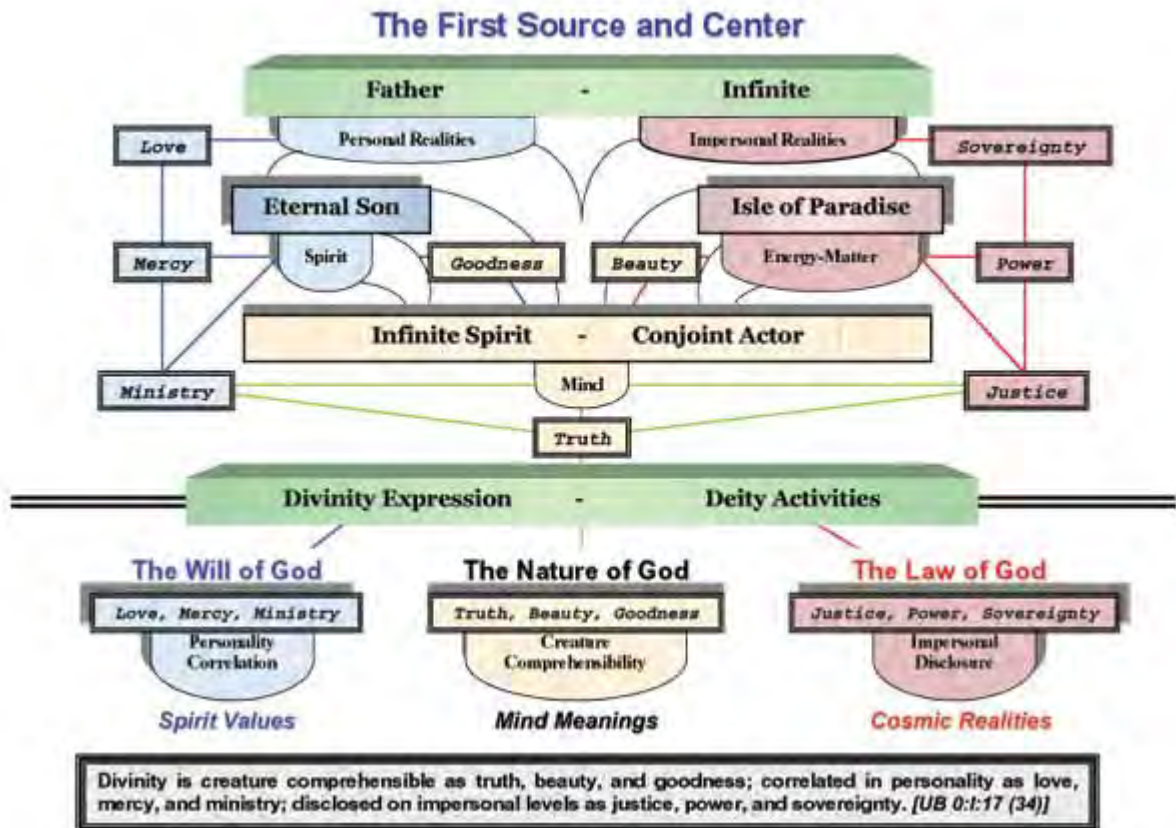 The First Source and Center
Father - Infinite
Personal Realities Impersonal Realities
Love Sovereignty
Eternal Son Isle of Paradise
Mercy Spirit Goodness Beauty Energy-Matter Power
Infinite Spirit - Conjoint Actor
Ministry Mind Justice
Truth
Divinity Expression - Deity Activities
The Will of God The Nature of God The Law of God
Love, Mercy, Ministry Truth, Beauty, Goodness Justice, Power, Sovereignty
Personality Creature Impersonal
Correlation Comprehensibility Disclosure
Spirit Values Mind Meanings Cosmic Realities
Divinity is creature comprehensible as truth, beauty, and goodness; correlated in personality as love,
mercy, and ministry; disclosed on impersonal levels as justice, power, and sovereignty. [UB 0:I:17 (34)]